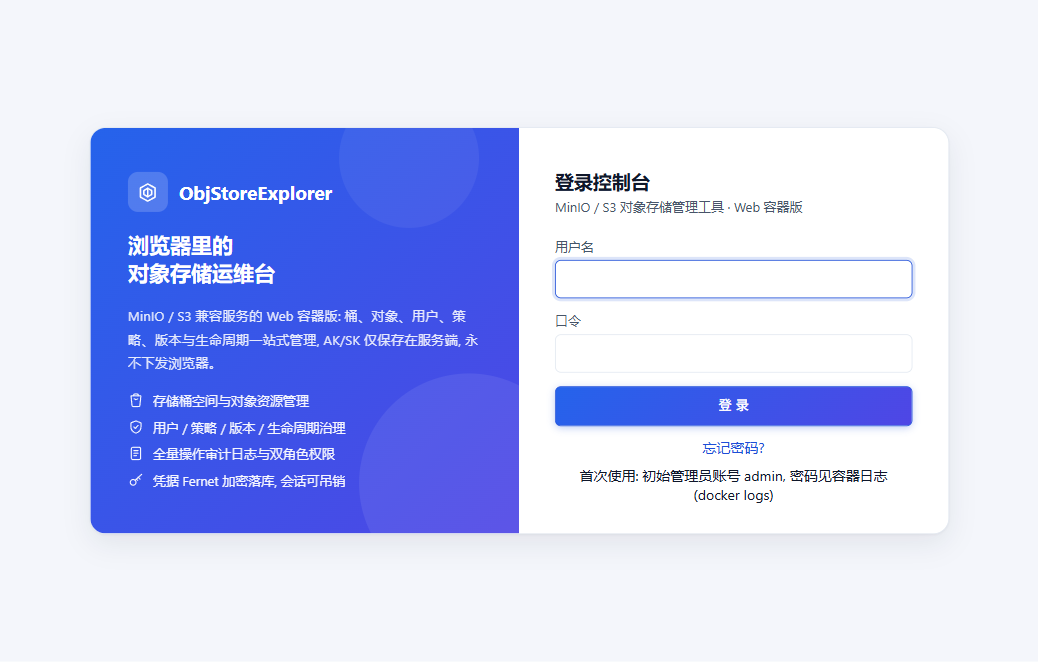 ObjStoreExplorer
浏览器里的
对象存储运维台
MinIO / S3 兼容服务的 Web 容器版: 桶、对象、用户、策
略、版本与生命周期一站式管理, AK/SK 仅保存在服务端, 永
不下发浏览器。
存储桶空间与对象资源管理
用户 / 策略 / 版本 / 生命周期治理
全量操作审计日志与双角色权限
凭据 Fernet 加密落库, 会话可吊销
登录控制台
MinIO / S3 对象存储管理工具 · Web 容器版
用户名
口令
登 录
忘记密码?
首次使用: 初始管理员账号 admin, 密码见容器日志
(docker logs)